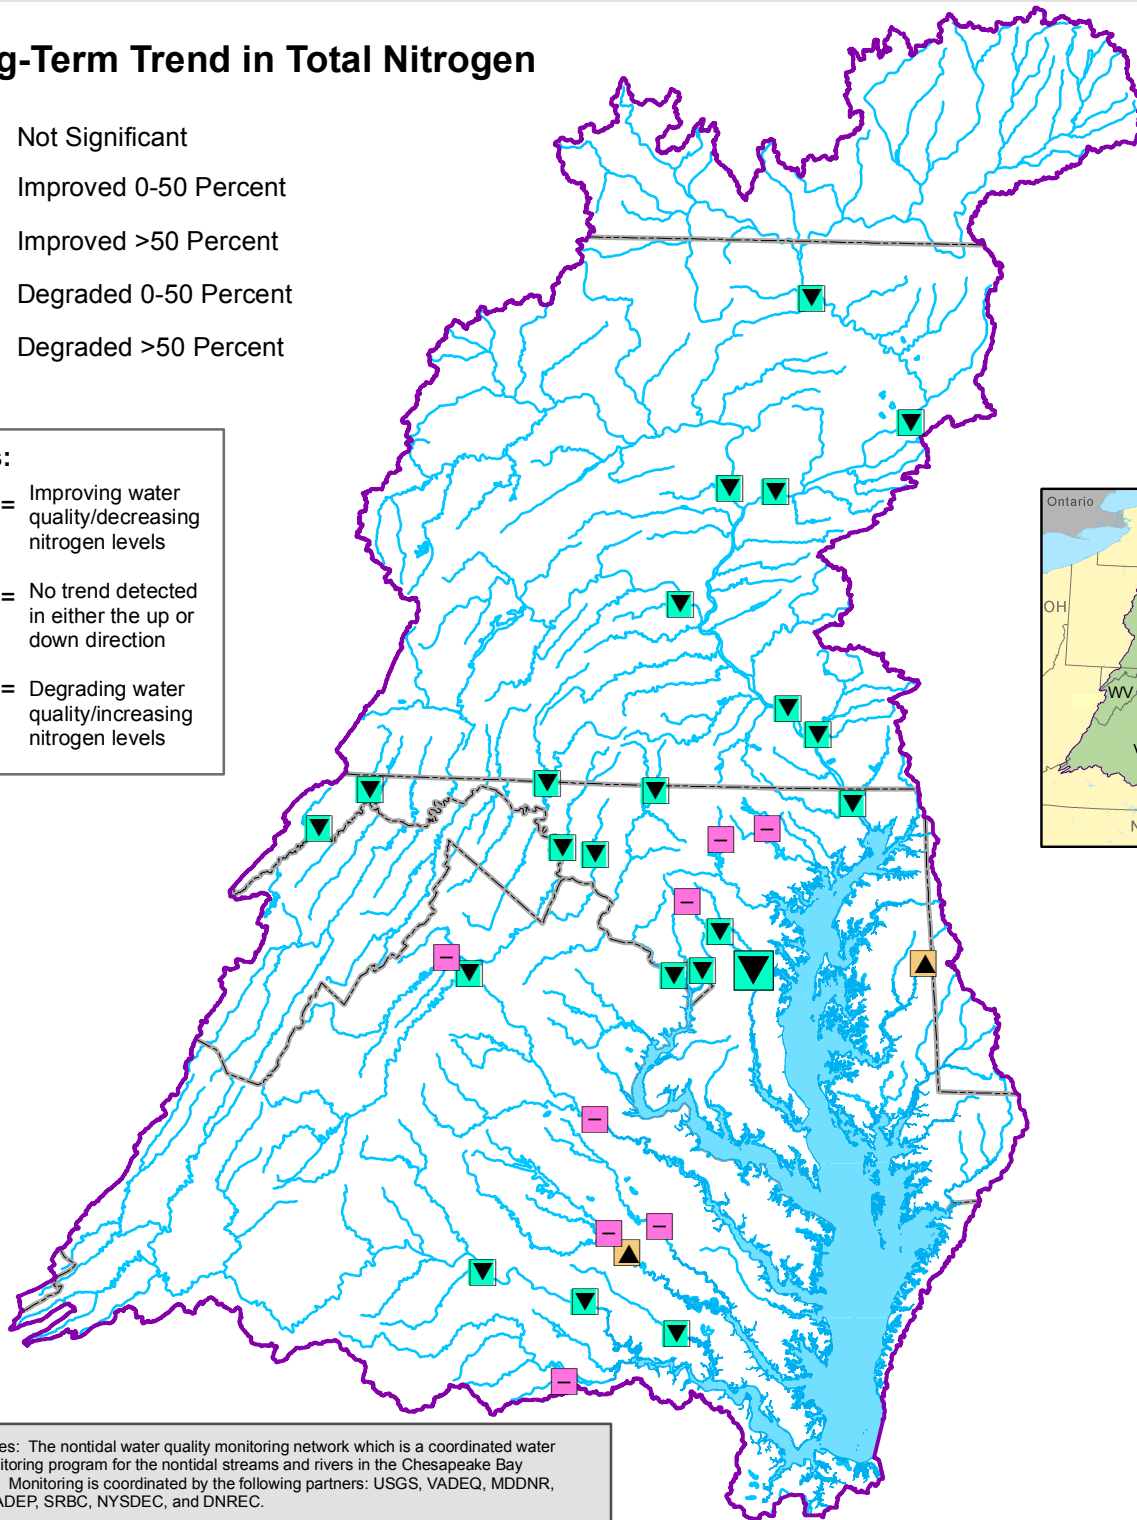 g-Term Trend in Total Nitrogen
Not Significant
Improved 0-50 Percent
Improved >50 Percent
Degraded 0-50 Percent
Degraded >50 Percent
s:
= Improving water
quality/decreasing
nitrogen levels
= No trend detected
in either the up or
down direction
= Degrading water
quality/increasing
nitrogen levels
Ontario
OH
WV
V
N
es: The nontidal water quality monitoring network which is a coordinated water
itoring program for the nontidal streams and rivers in the Chesapeake Bay
Monitoring is coordinated by the following partners: USGS, VADEQ, MDDNR,
ADEP, SRBC, NYSDEC, and DNREC.